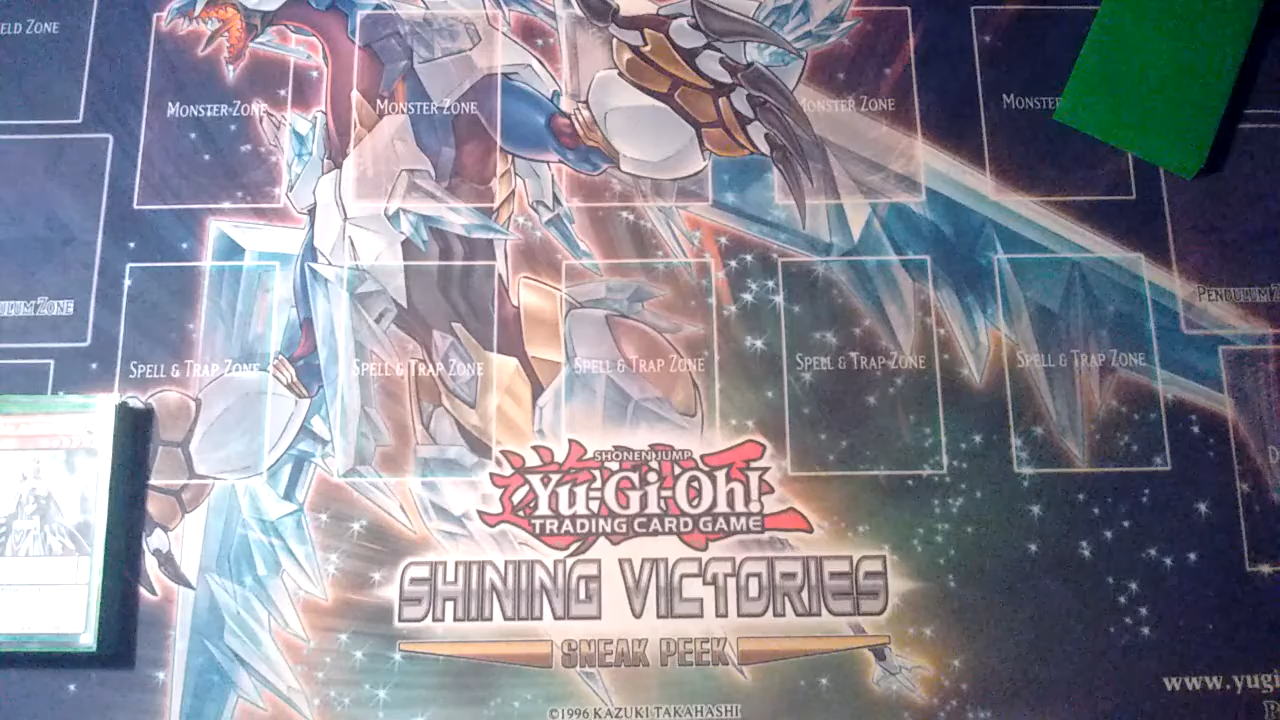 ELD ZONE
MONSTER ZONE
MONSTER ZONE
MONSTER ZONE
MONSTER
ULUM ZONE
PENDULUM Z
SPELL & TRAP ZONE
SPELL & TRAP ZONE
SPELL & TRAP ZONE
SPELL & TRAP ZONE
SPELL & TRAP ZONE
SHONEN JUMP
Yu-Gi-Oh!
TRADING CARD GAME
SHINING VICTORIES
SNEAK PEEK
www.yugi
©1996 KAZUKI TAKAHASHI